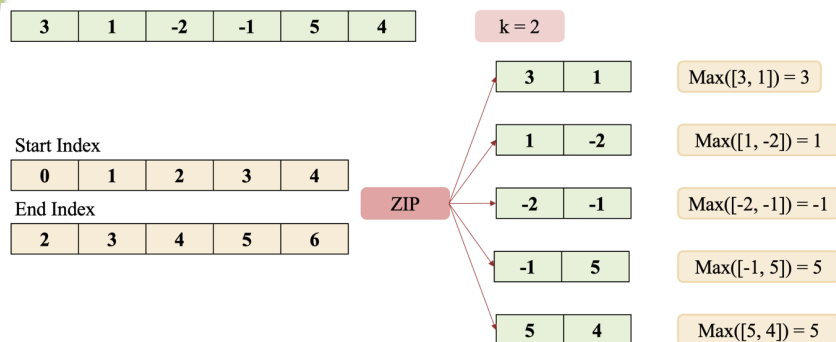 3 1 -2 -1 5 4
k = 2
3 1
Max([3, 1]) = 3
1 -2
Max([1, -2]) = 1
Start Index
0 1 2 3 4
ZIP
-2 -1
Max([-2, -1]) = -1
End Index
2 3 4 5 6
-1 5
Max([-1, 5]) = 5
5 4
Max([5, 4]) = 5